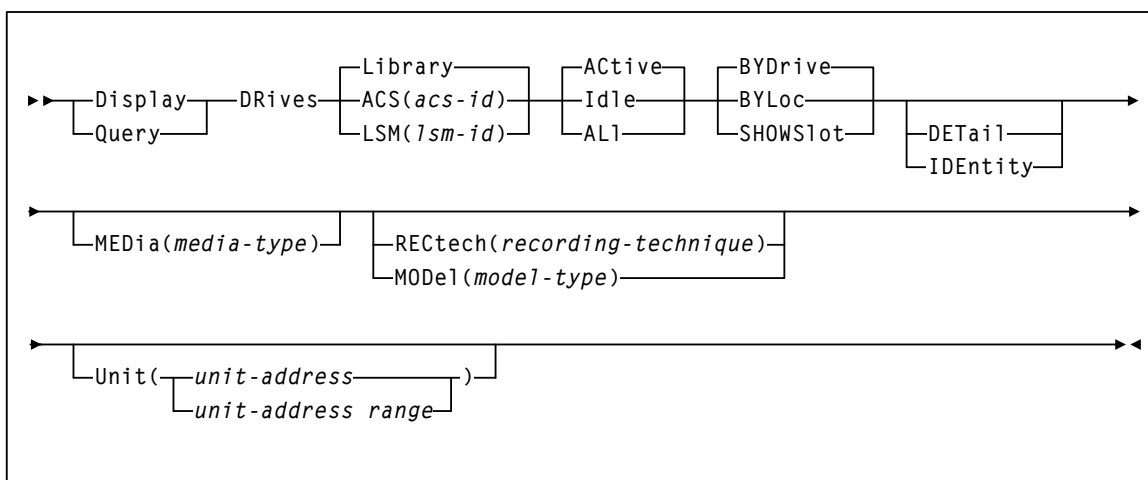 Library ACtive BYDrive
Display DRives ACS(acs-id) Idle BYLoc
Query LSM(lsm-id) ALl SHOWSlot DETail
IDEntity
MEDia(media-type) RECtech(recording-technique)
MODel(model-type)
Unit( unit-address )
unit-address range